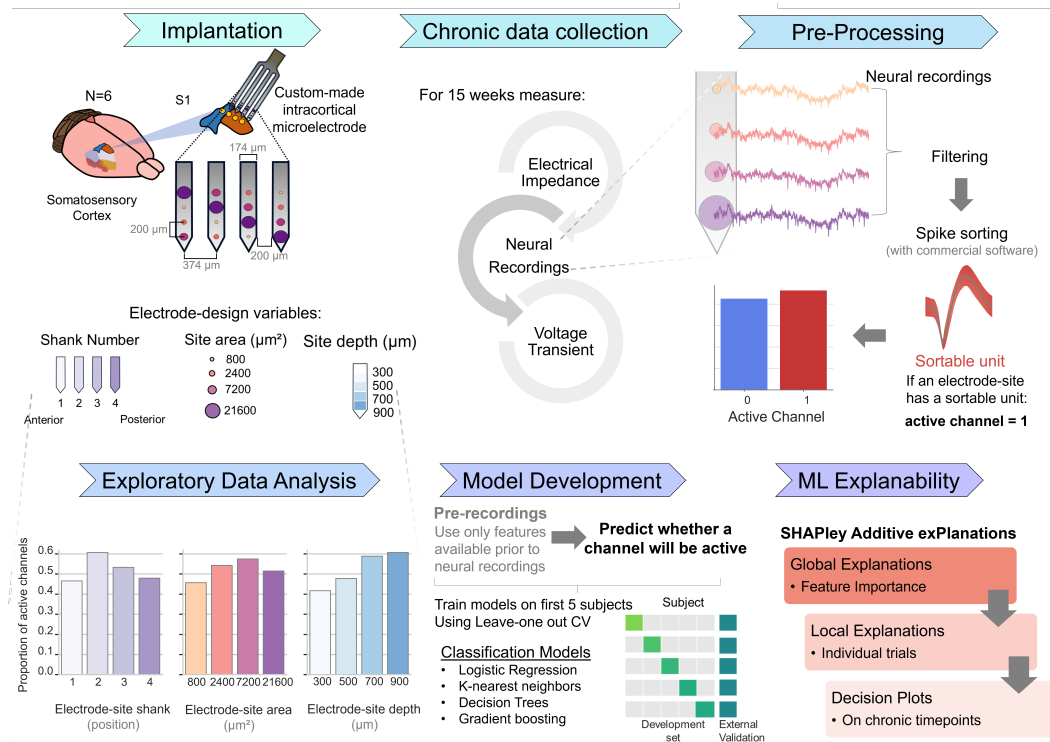 Implantation
N=6
S1
Custom-made
intracortical
microelectrode
Somatosensory
Cortex
174 µm
200 µm
374 µm
200 µm
Electrode-design variables:
Shank Number
1 2 3 4
Anterior
Posterior
Site area (µm²)
800
2400
7200
21600
Site depth (µm)
300
500
700
900
Chronic data collection
For 15 weeks measure:
Electrical
Impedance
Neural
Recordings
Voltage
Transient
Pre-Processing
Neural recordings
Filtering
Spike sorting
(with commercial software)
Sortable unit
If an electrode-site
has a sortable unit:
active channel = 1
0 1
Active Channel
Exploratory Data Analysis
Proportion of active channels
0.6
0.5
0.4
0.3
0.2
0.1
0.0
1 2 3 4
Electrode-site shank
(position)
800 2400 7200 21600
Electrode-site area
(µm²)
300 500 700 900
Electrode-site depth
(µm)
Model Development
Pre-recordings
Use only features
available prior to
neural recordings
Predict whether a
channel will be active
Train models on first 5 subjects
Using Leave-one out CV
Subject
Classification Models
• Logistic Regression
• K-nearest neighbors
• Decision Trees
• Gradient boosting
Development
set
External
Validation
ML Explanability
SHAPley Additive exPlanations
Global Explanations
• Feature Importance
Local Explanations
• Individual trials
Decision Plots
• On chronic timepoints